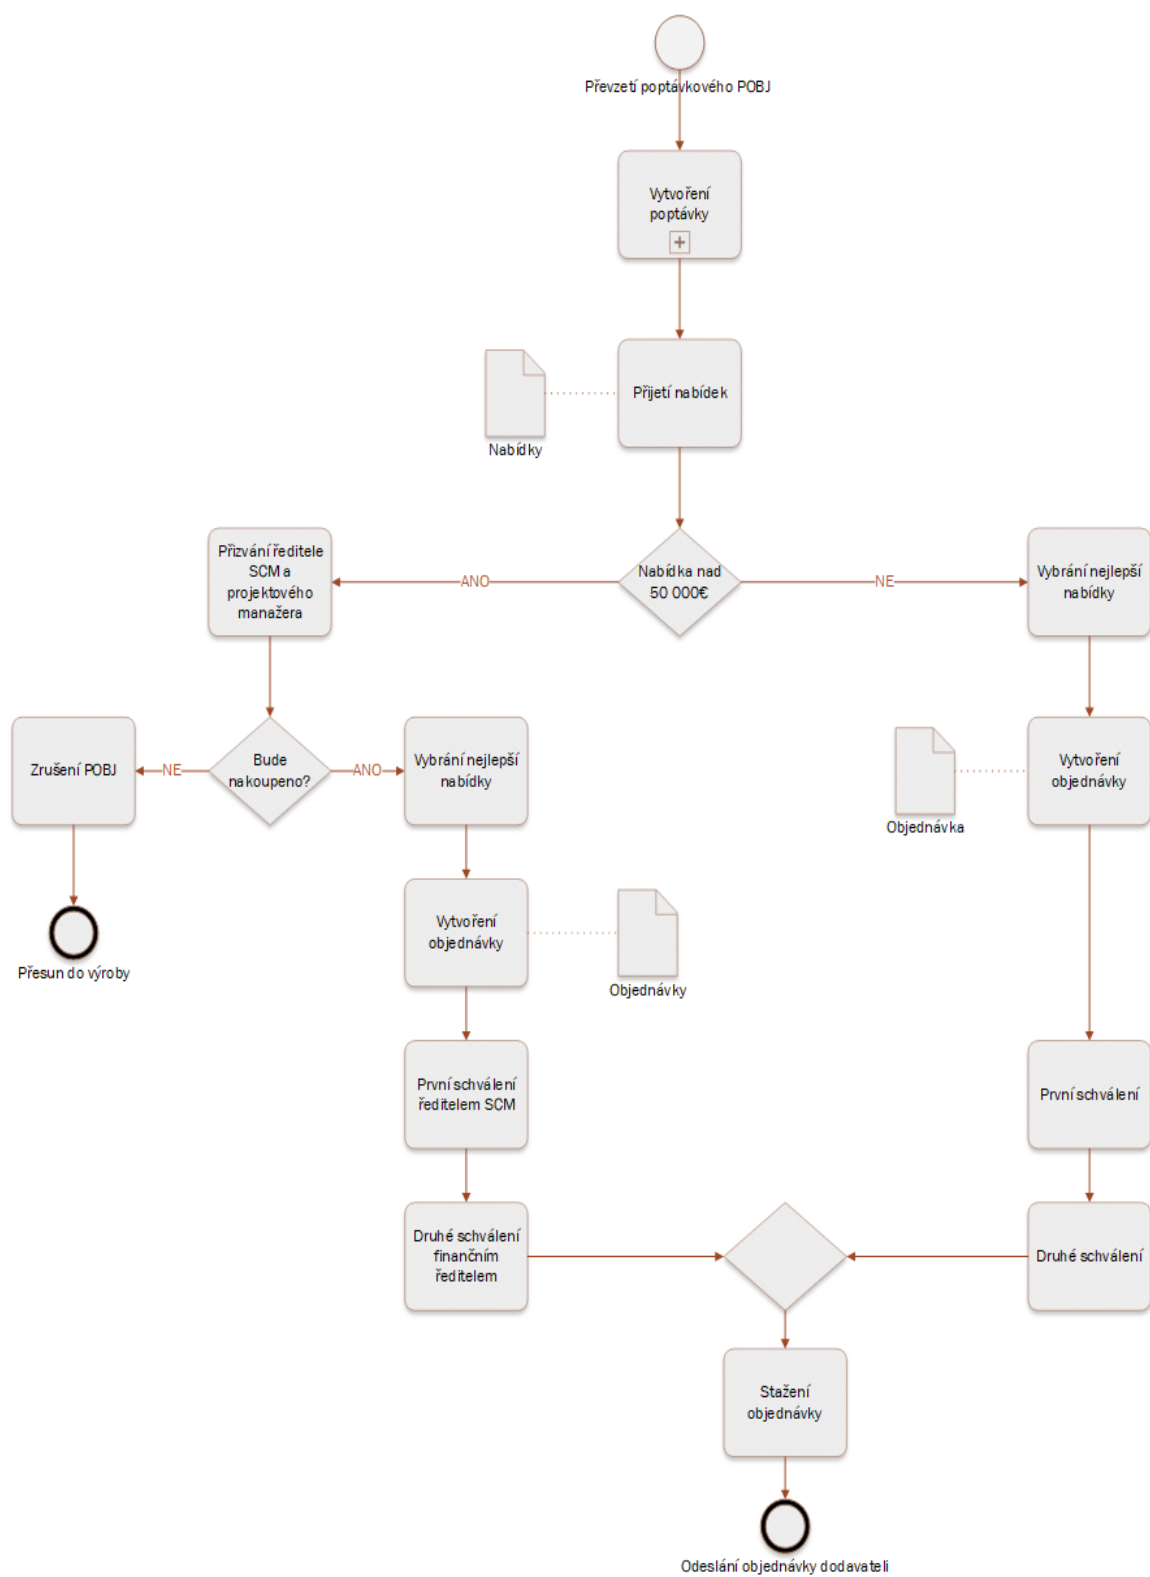 Převzetí poptávkového POBJ
Vytvoření
poptávky
Přijetí nabídek
Nabídky
Přizvání ředitele
SCM a
projektového
manažera
ANO
Nabídka nad
50 000€
NE
Vybrání nejlepší
nabídky
Zrušení POBJ
NE
Bude
nakoupeno?
ANO
Vybrání nejlepší
nabídky
Vytvoření
objednávky
Objednávka
Vytvoření
objednávky
Přesun do výroby
Objednávky
První schválení
ředitelem SCM
První schválení
Druhé schválení
finančním
ředitelem
Druhé schválení
Stažení
objednávky
Odeslání objednávky dodavateli